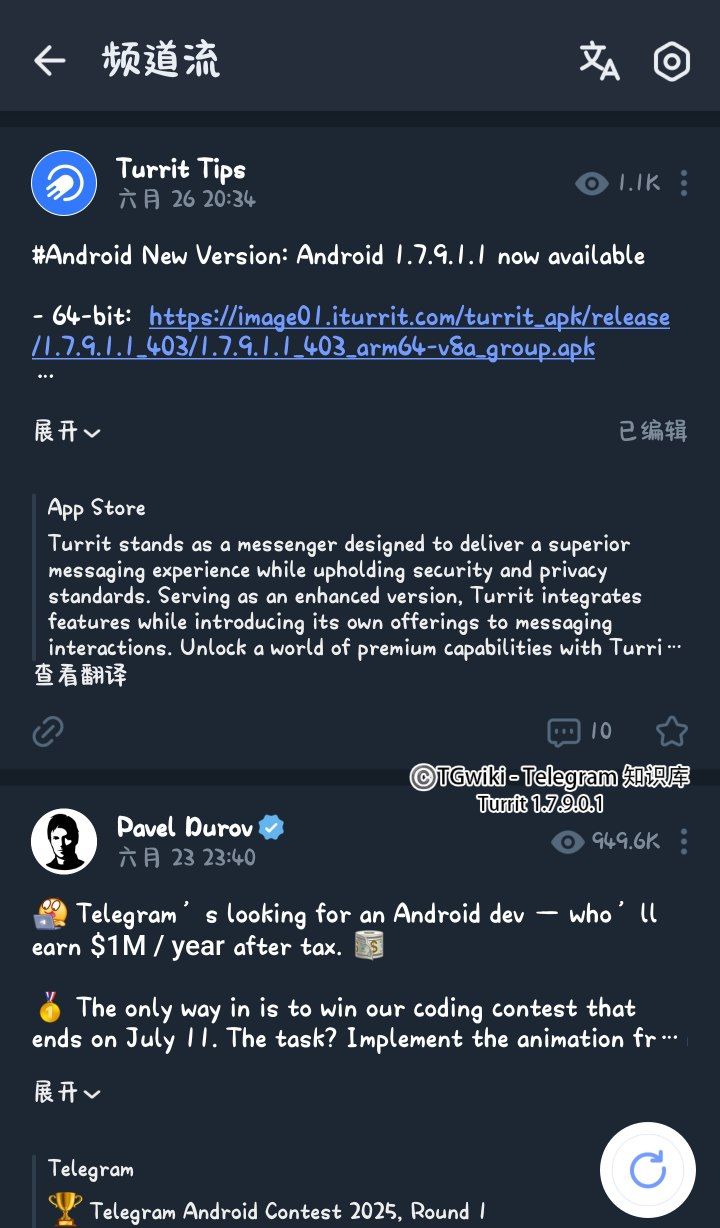 频道流
Turrit Tips
六月 26 20:34
1.1K
#Android New Version: Android 1.7.9.1.1 now available
- 64-bit: https://image01.iturrit.com/turrit_apk/release
/1.7.9.1.1_403/1.7.9.1.1_403_arm64-v8a_group.apk
...
展开
已编辑
App Store
Turrit stands as a messenger designed to deliver a superior
messaging experience while upholding security and privacy
standards. Serving as an enhanced version, Turrit integrates
features while introducing its own offerings to messaging
interactions. Unlock a world of premium capabilities with Turri…
查看翻译
10
©TGwiki - Telegram 知识库
Turrit 1.7.9.0.1
Pavel Durov
六月 23 23:40
949.6K
Telegram’s looking for an Android dev — who’ll
earn $1M / year after tax.
The only way in is to win our coding contest that
ends on July 11. The task? Implement the animation fr…
展开
Telegram
Telegram Android Contest 2025, Round 1